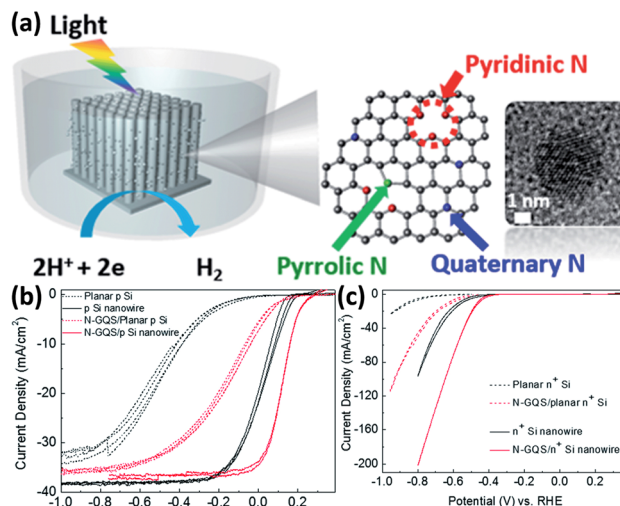 (a)
Light
2H⁺ + 2e
H₂
Pyridinic N
Pyrrolic N
Quaternary N
1 nm
(b)
Current Density (mA/cm²)
0
-10
-20
-30
-40
Planar p Si
p Si nanowire
N-GQS/Planar p Si
N-GQS/p Si nanowire
-1.0 -0.8 -0.6 -0.4 -0.2 0.0 0.2
(c)
Current Density (mA/cm²)
0
-40
-80
-120
-160
-200
Planar n⁺ Si
N-GQS/planar n⁺ Si
n⁺ Si nanowire
N-GQS/n⁺ Si nanowire
-1.0 -0.8 -0.6 -0.4 -0.2 0.0 0.2
Potential (V) vs. RHE